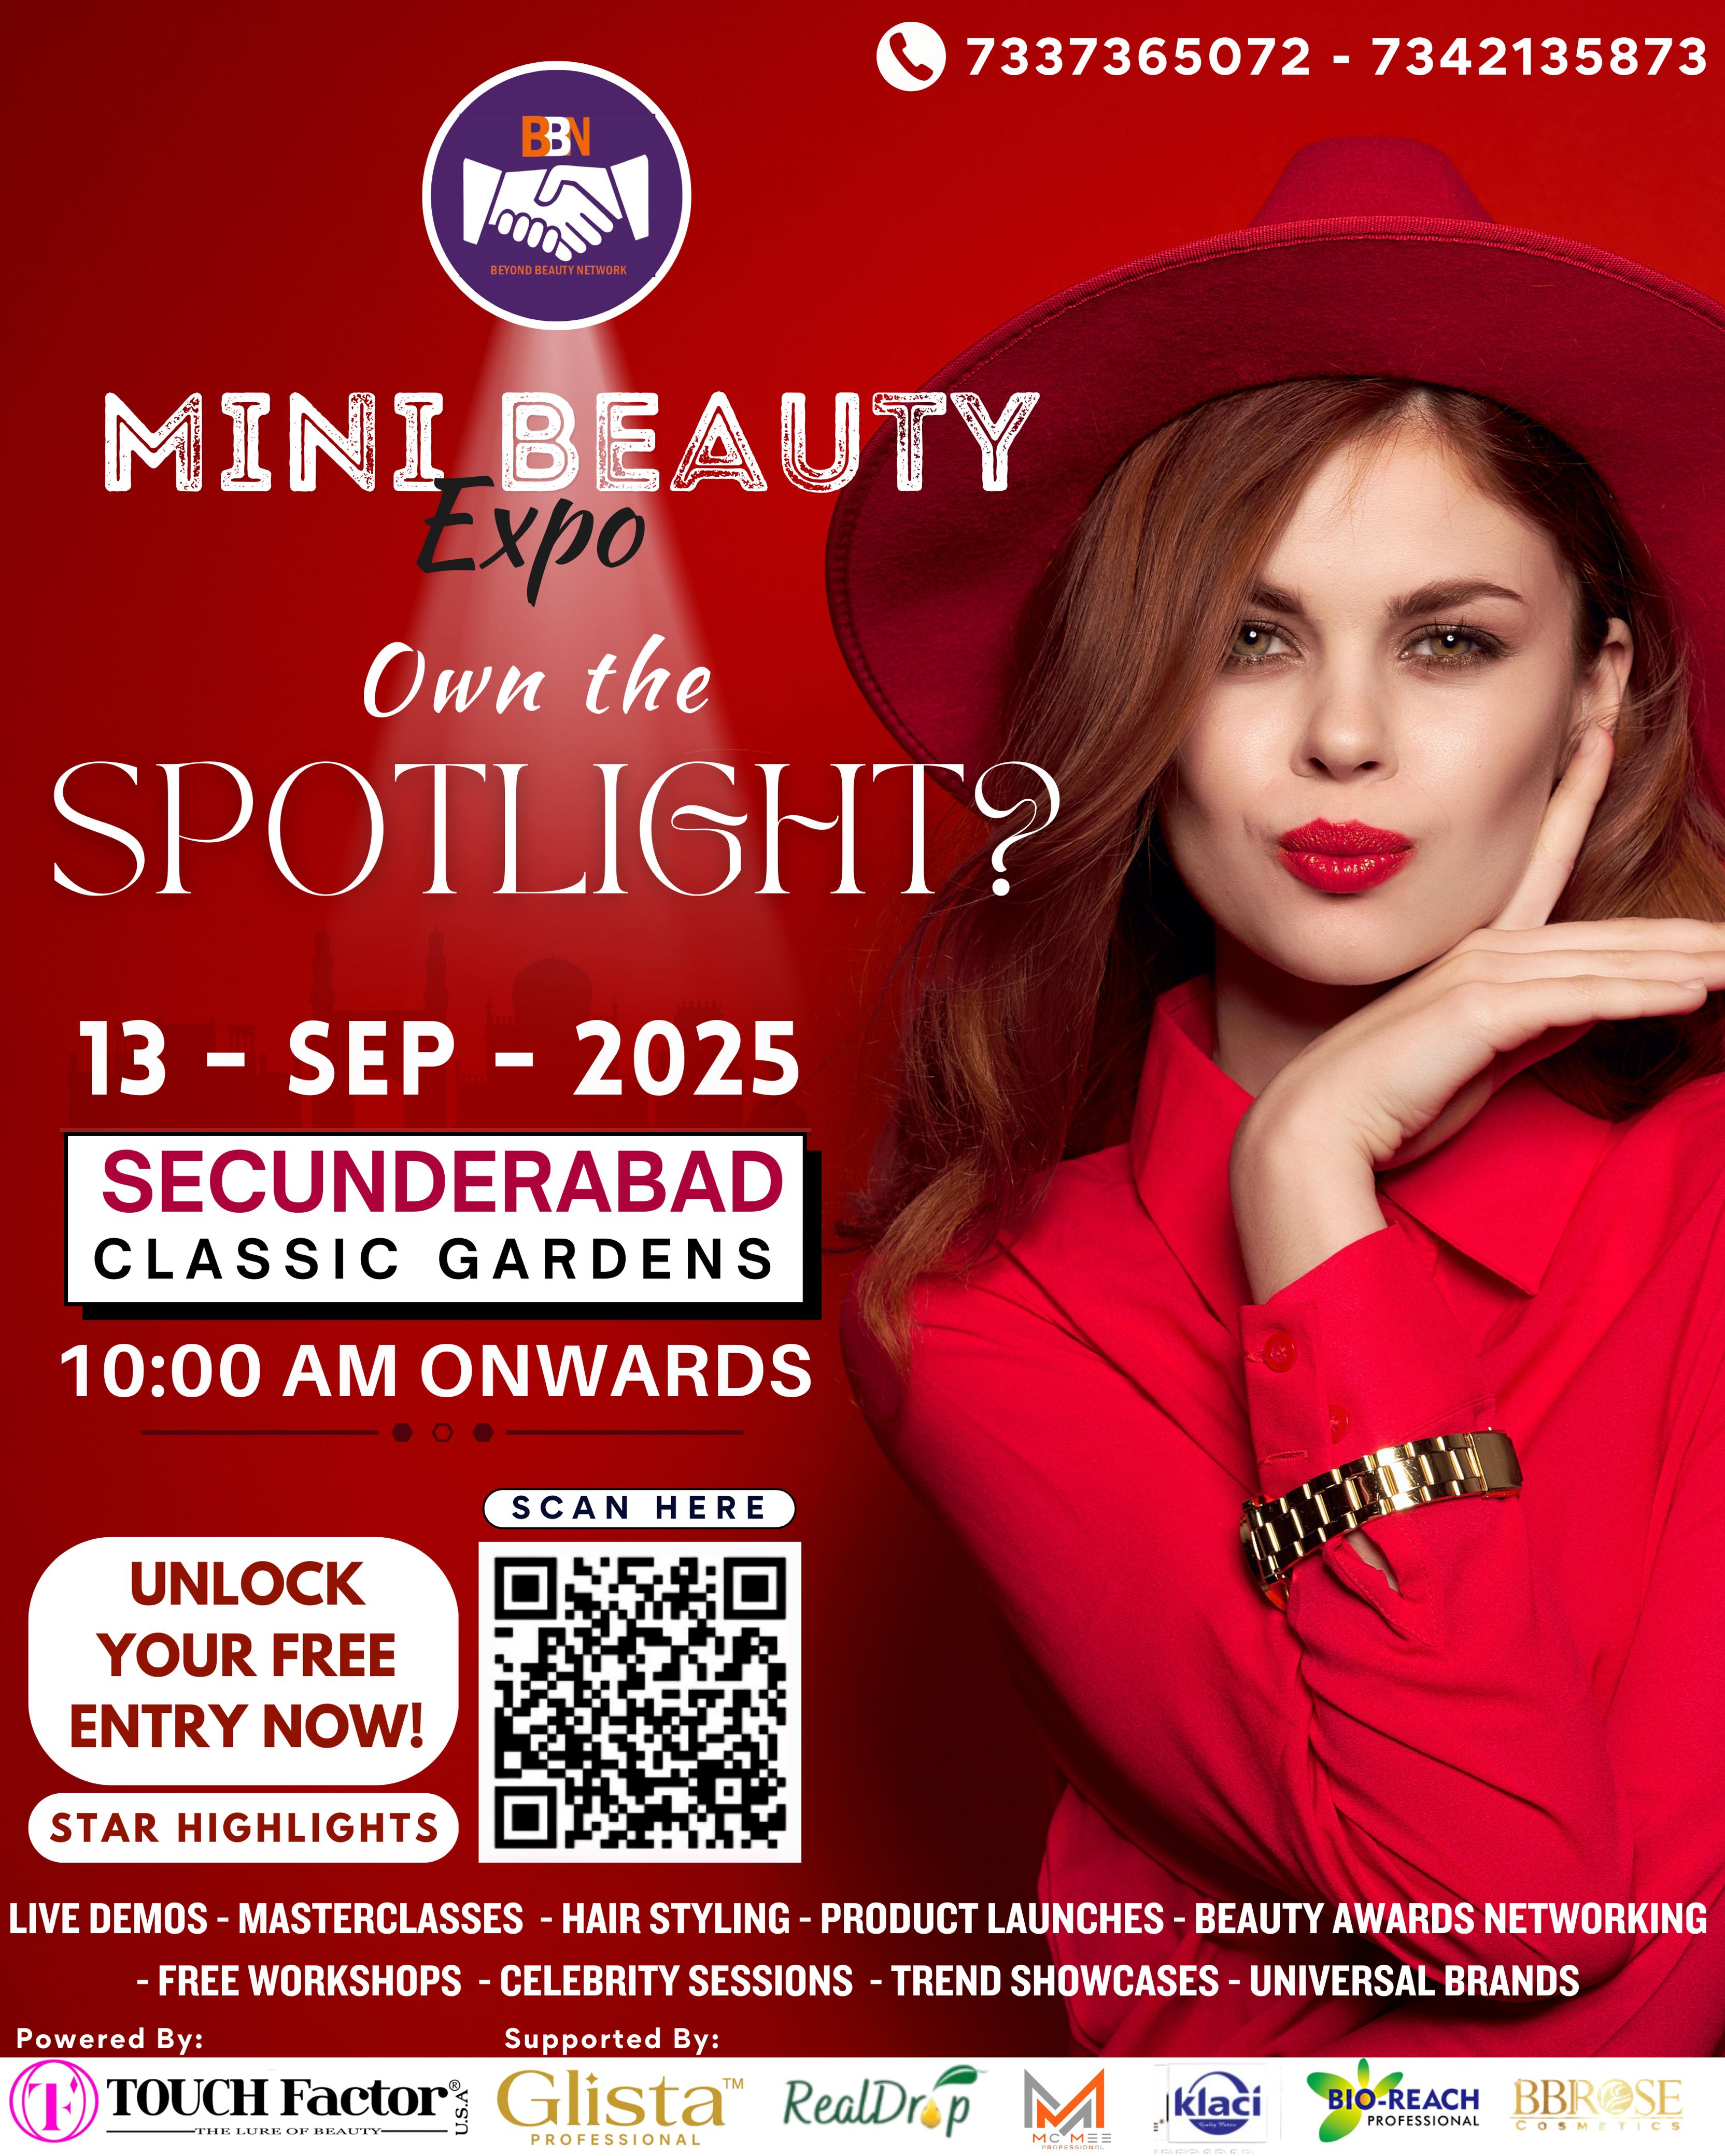 7337365072 - 7342135873
BBN
BEYOND BEAUTY NETWORK
MINI BEAUTY
Expo
Own the
SPOTLIGHT?
13 - SEP - 2025
SECUNDERABAD
CLASSIC GARDENS
10:00 AM ONWARDS
SCAN HERE
UNLOCK
YOUR FREE
ENTRY NOW!
STAR HIGHLIGHTS
LIVE DEMOS - MASTERCLASSES - HAIR STYLING - PRODUCT LAUNCHES - BEAUTY AWARDS NETWORKING
- FREE WORKSHOPS - CELEBRITY SESSIONS - TREND SHOWCASES - UNIVERSAL BRANDS
Powered By:
Supported By:
TF TOUCH Factor® U.S.A
THE LURE OF BEAUTY
Glista™
PROFESSIONAL
RealDrop
MC MEE
PROFESSIONAL
klaci
BIO-REACH
PROFESSIONAL
BBROSE
COSMETICS